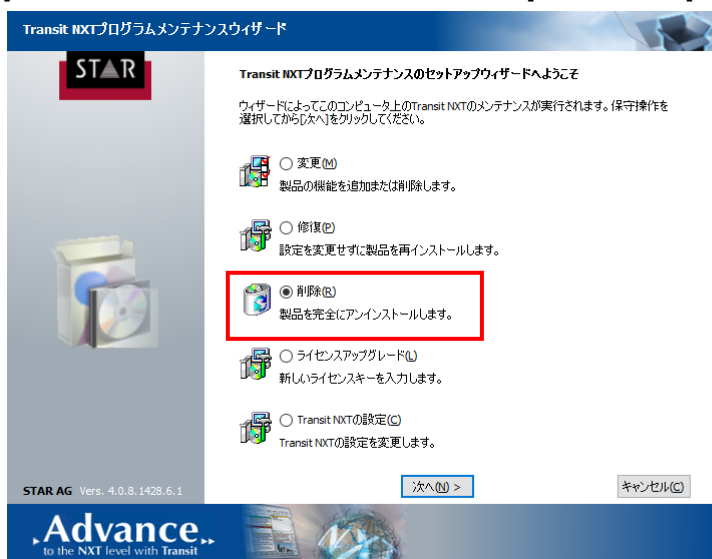 Transit NXTプログラムメンテナンスウィザード
STAR
Transit NXTプログラムメンテナンスのセットアップウィザードへようこそ
ウィザードによってこのコンピュータ上のTransit NXTのメンテナンスが実行されます。保守操作を
選択してから[次へ]をクリックしてください。
変更(M)
製品の機能を追加または削除します。
修復(P)
設定を変更せずに製品を再インストールします。
削除(R)
製品を完全にアンインストールします。
ライセンスアップグレード(L)
新しいライセンスキーを入力します。
Transit NXTの設定(C)
Transit NXTの設定を変更します。
STAR AG Vers. 4.0.8.1428.6.1
次へ(N) >
キャンセル(C)
Advance
to the NXT level with Transit